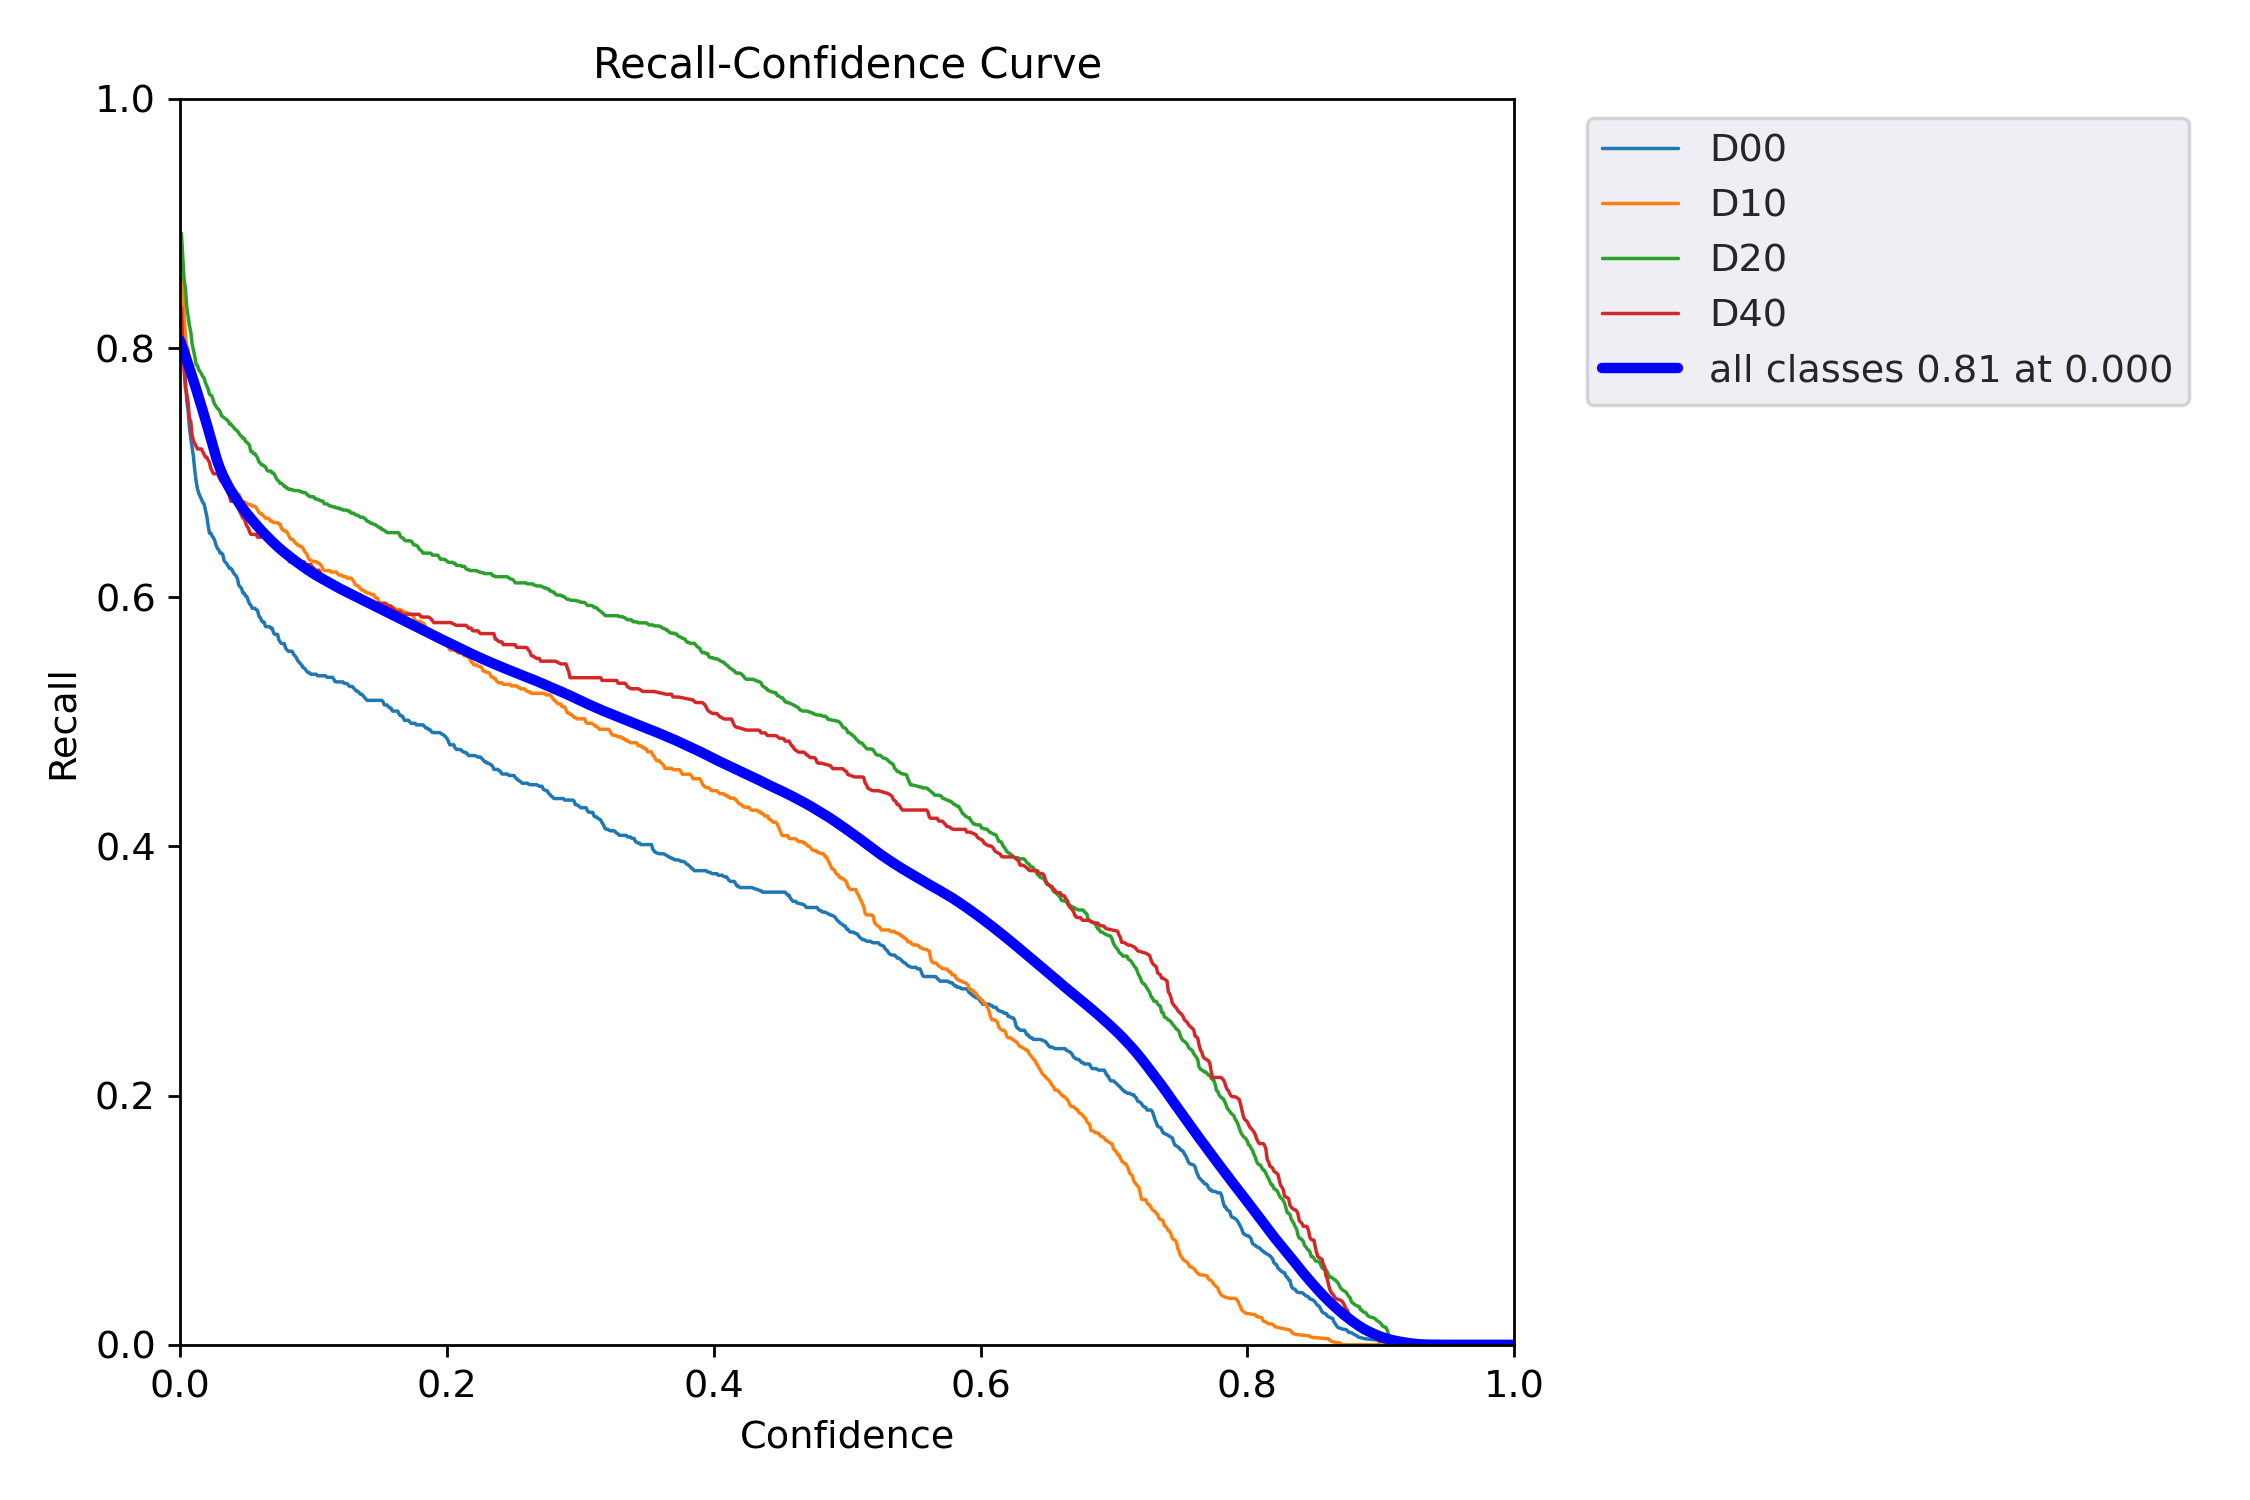 Recall-Confidence Curve
1.0
0.8
0.6
0.4
0.2
0.0
Recall
0.0 0.2 0.4 0.6 0.8 1.0
Confidence
D00
D10
D20
D40
all classes 0.81 at 0.000